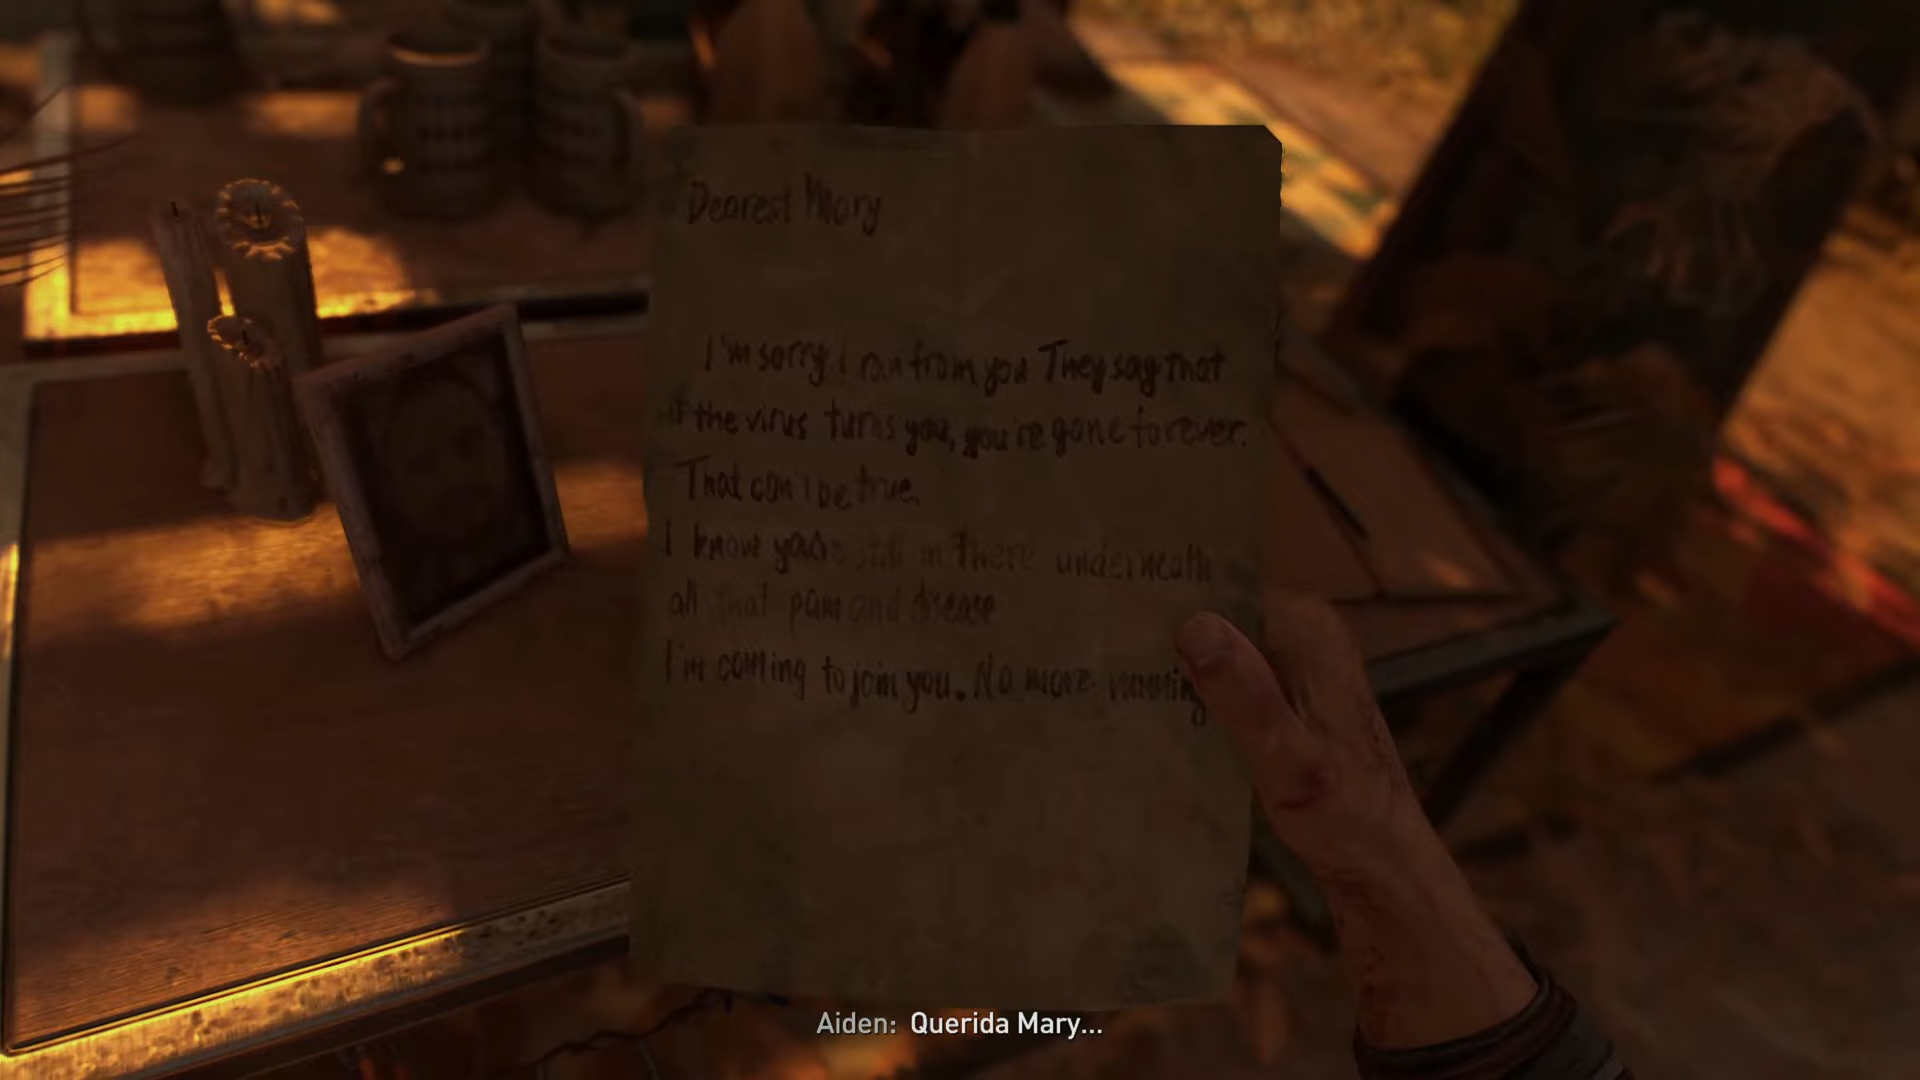 Dearest Mary
I'm sorry I ran from you They say that
if the virus turns you, you're gone forever.
That can't be true.
I know you're still in there underneath
all that pain and disease
I'm coming to join you. No more running
Aiden: Querida Mary...